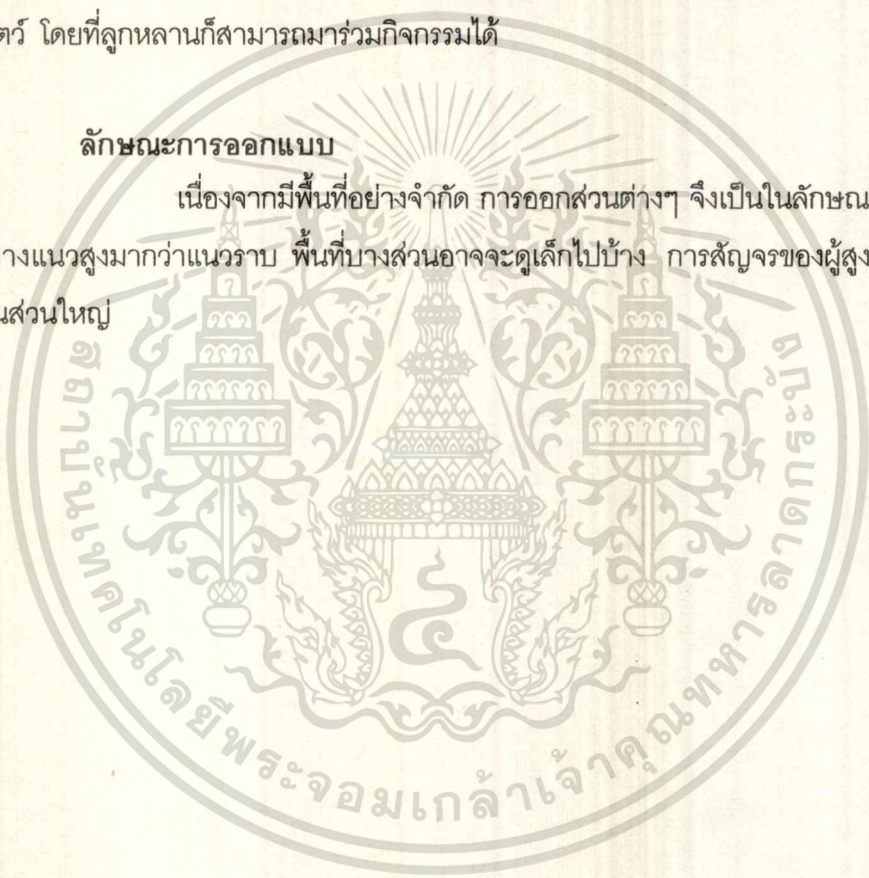 ตว์ โดยที่ลูกหลานก็สามารถมาร่วมกิจกรรมได้
ลักษณะการออกแบบ
เนื่องจากมีพื้นที่อย่างจำกัด การออกส่วนต่างๆ จึงเป็นในลักษณ
างแนวสูงมากว่าแนวราบ พื้นที่บางส่วนอาจจะดูเล็กไปบ้าง การสัญจรของผู้สูง
นส่วนใหญ่
สถาบันเทคโนโลยีพระจอมเกล้าเจ้าคุณทหารลาดกระบัง
๔